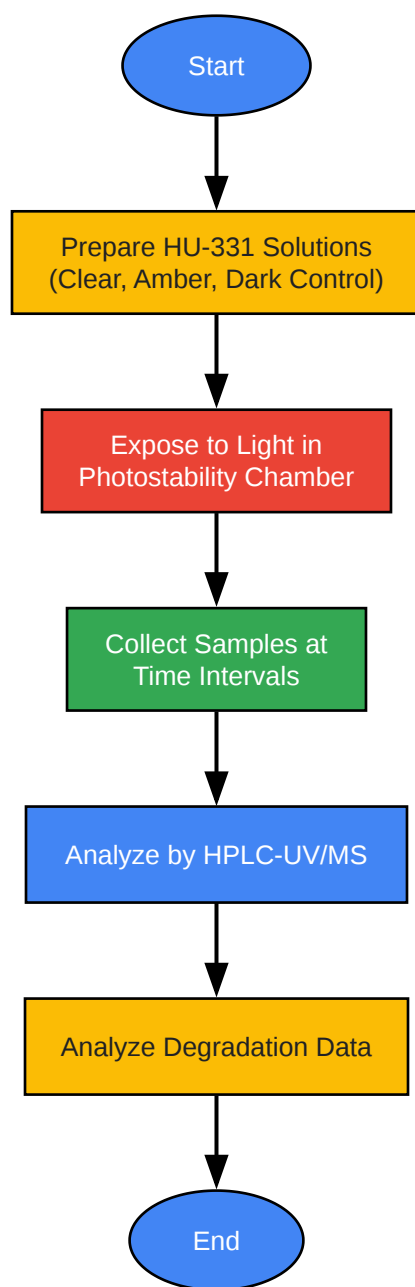 Start
Prepare HU-331 Solutions
(Clear, Amber, Dark Control)
Expose to Light in
Photostability Chamber
Collect Samples at
Time Intervals
Analyze by HPLC-UV/MS
Analyze Degradation Data
End